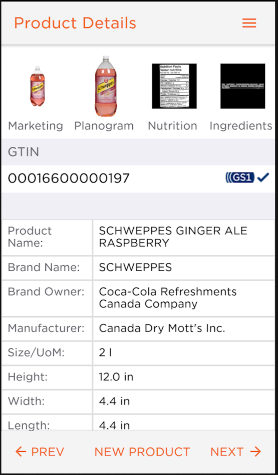 Product Details
Marketing Planogram Nutrition Ingredients
GTIN
00016600000197 GS1
Product Name: SCHWEPPES GINGER ALE RASPBERRY
Brand Name: SCHWEPPES
Brand Owner: Coca-Cola Refreshments Canada Company
Manufacturer: Canada Dry Mott's Inc.
Size/UoM: 2 l
Height: 12.0 in
Width: 4.4 in
Length: 4.4 in
← PREV NEW PRODUCT NEXT →